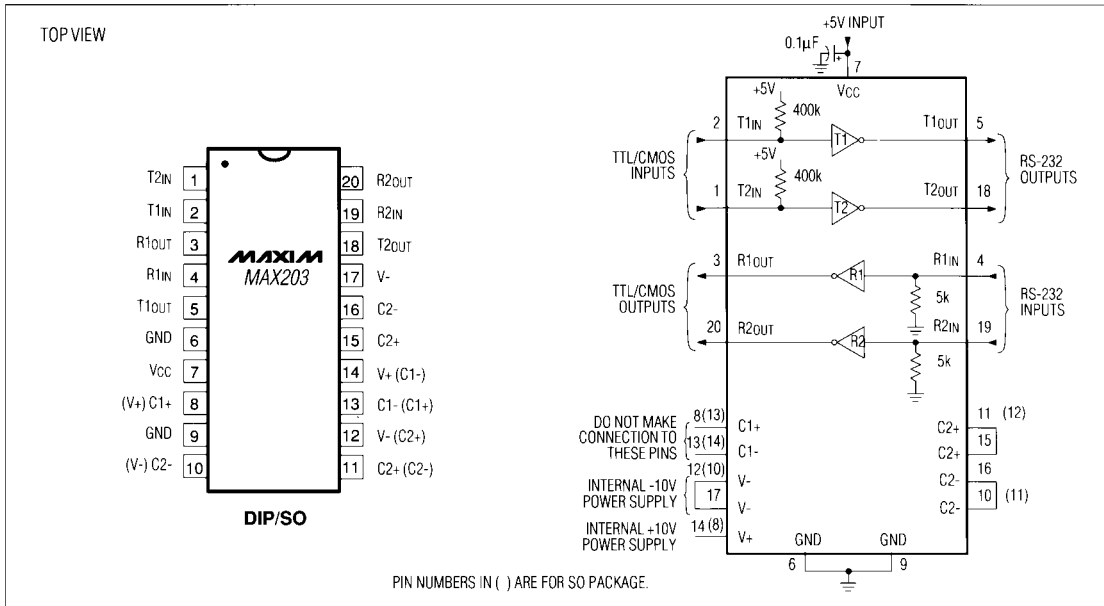 TOP VIEW
T2IN 1
T1IN 2
R1OUT 3
R1IN 4
T1OUT 5
GND 6
VCC 7
(V+) C1+ 8
GND 9
(V-) C2- 10
MAXIM
MAX203
20 R2OUT
19 R2IN
18 T2OUT
17 V-
16 C2-
15 C2+
14 V+ (C1-)
13 C1- (C1+)
12 V- (C2+)
11 C2+ (C2-)
DIP/SO
+5V INPUT
0.1µF
+
7
VCC
+5V
400k
2 T1IN T1 T1OUT 5
TTL/CMOS
INPUTS
RS-232
OUTPUTS
+5V
400k
1 T2IN T2 T2OUT 18
3 R1OUT R1 R1IN 4
TTL/CMOS
OUTPUTS
5k
RS-232
INPUTS
20 R2OUT R2 R2IN 19
5k
DO NOT MAKE
CONNECTION TO
THESE PINS
8(13) C1+
13(14) C1-
INTERNAL -10V
POWER SUPPLY
12(10) V-
17 V-
INTERNAL +10V
POWER SUPPLY
14(8) V+
C2+ 11 (12)
C2+ 15
C2- 16
C2- 10 (11)
GND GND
6 9
PIN NUMBERS IN ( ) ARE FOR SO PACKAGE.